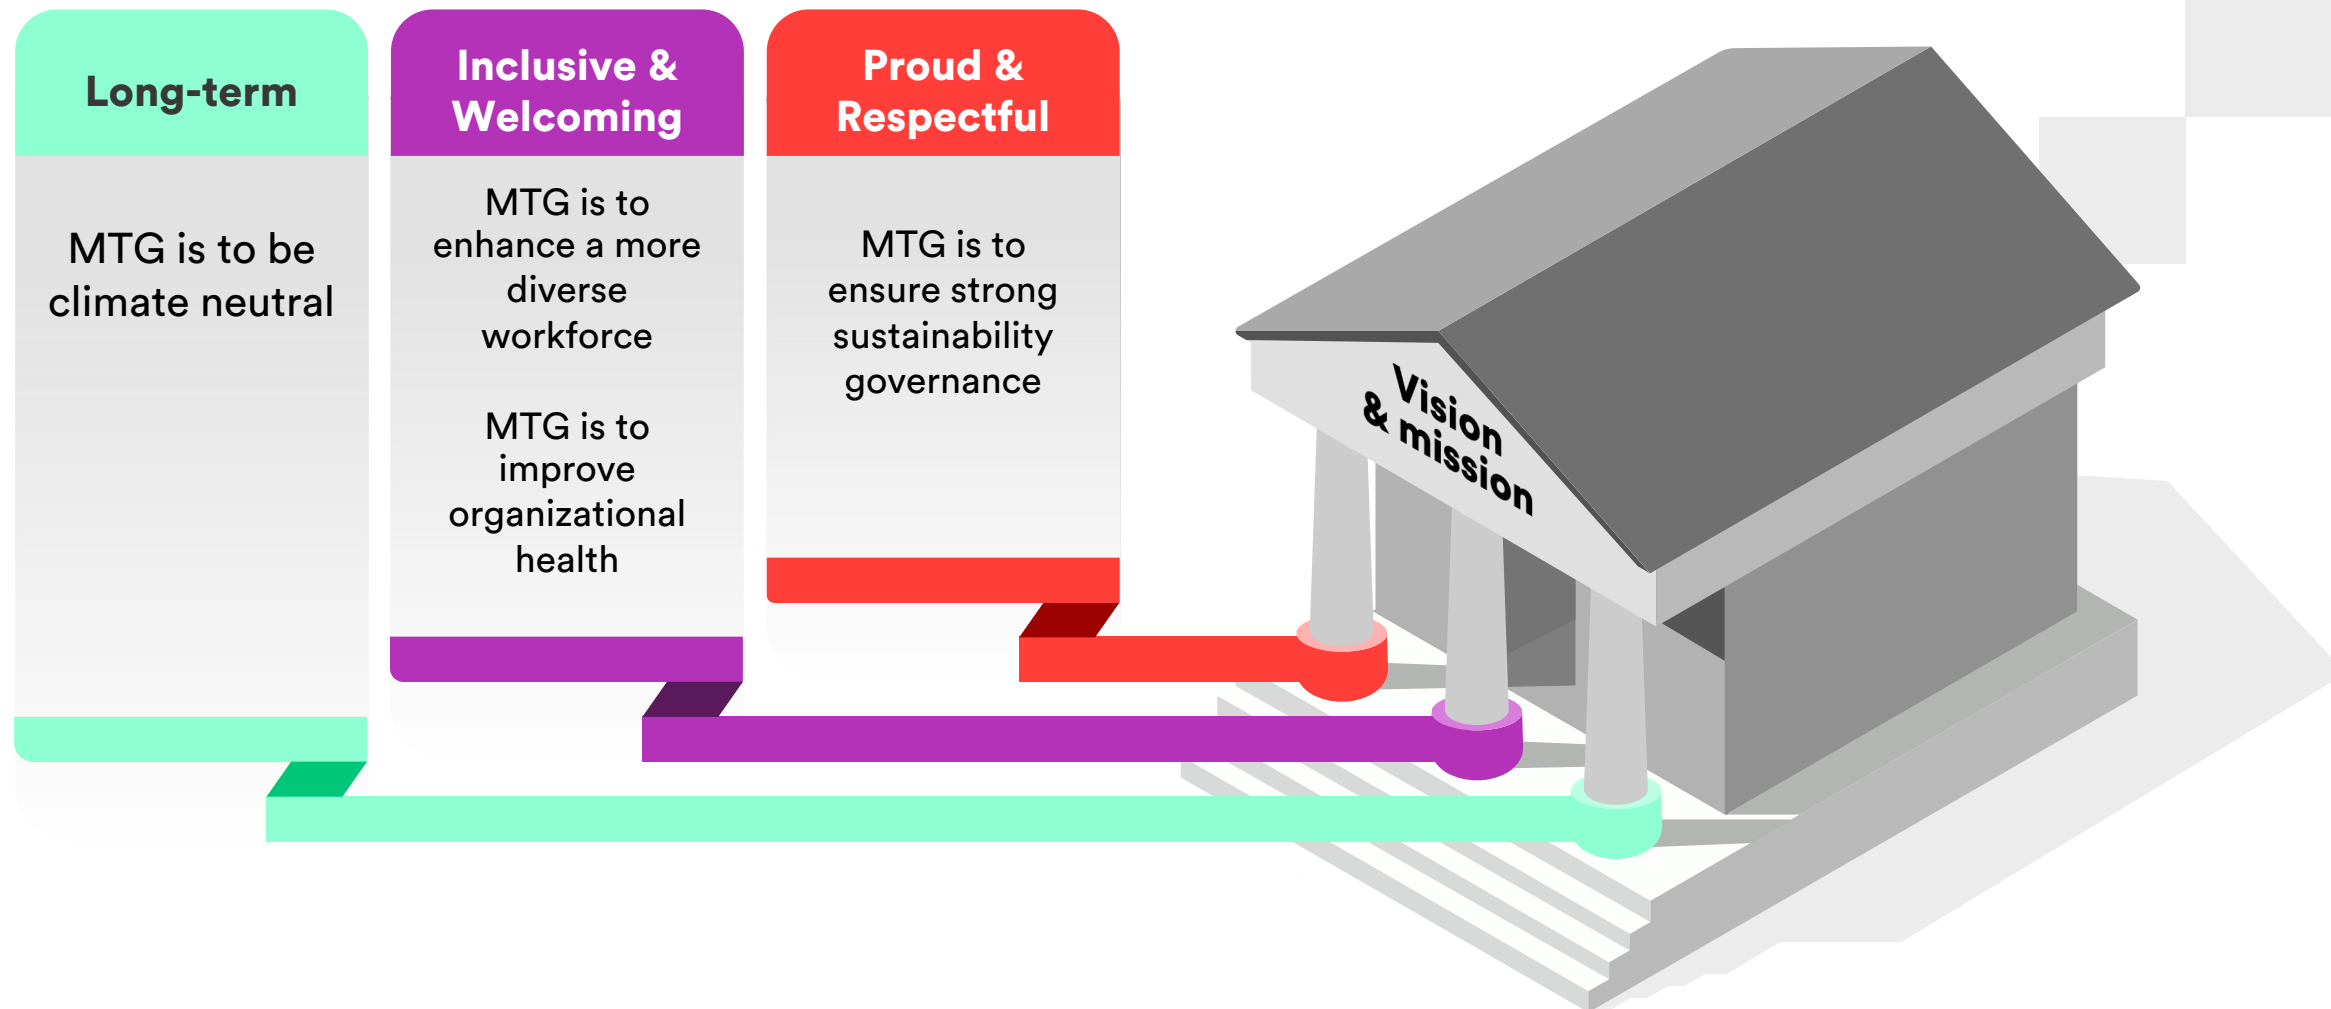 Long-term
MTG is to be
climate neutral
Inclusive &
Welcoming
MTG is to
enhance a more
diverse
workforce
MTG is to
improve
organizational
health
Proud &
Respectful
MTG is to
ensure strong
sustainability
governance
Vision
& mission